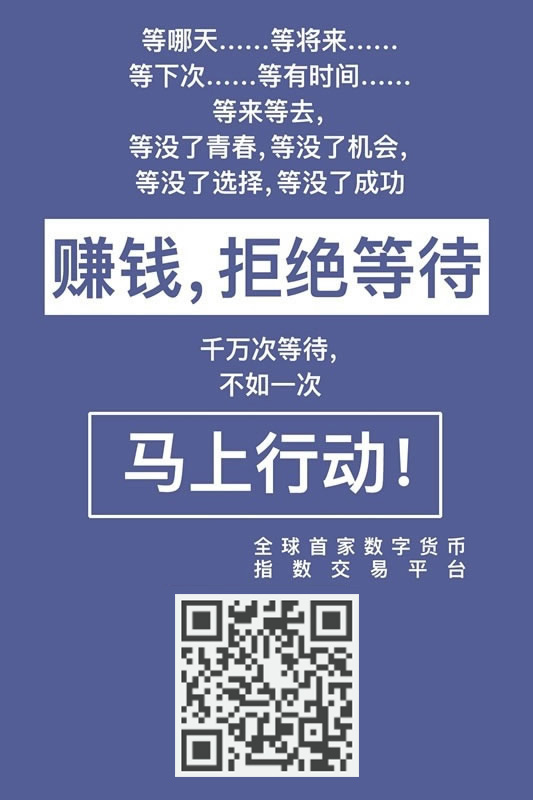 等哪天……等将来……
等下次……等有时间……
等来等去，
等没了青春，等没了机会，
等没了选择，等没了成功
赚钱，拒绝等待
千万次等待，
不如一次
马上行动！
全球首家数字货币
指数交易平台